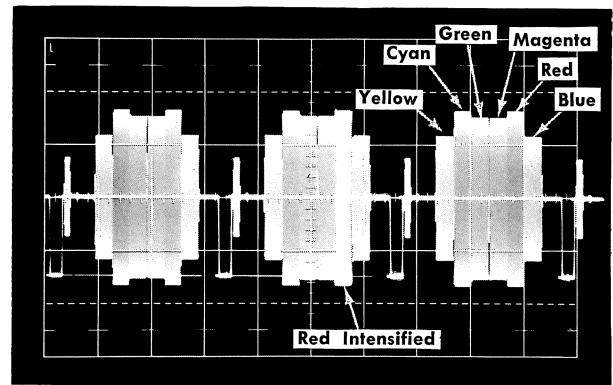 Green
Magenta
Cyan
Red
Yellow
Blue
Red Intensified